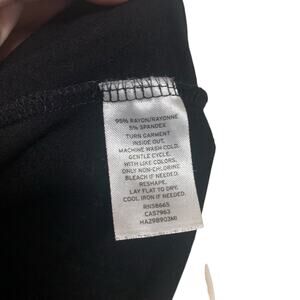 95% RAYON/RAYONNE
5% SPANDEX
TURN GARMENT
INSIDE OUT.
MACHINE WASH COLD.
GENTLE CYCLE.
WITH LIKE COLORS.
ONLY NON-CHLORINE
BLEACH IF NEEDED.
RESHAPE.
LAY FLAT TO DRY.
COOL IRON IF NEEDED.
RN58665
CA57963
HAZ9B903MI